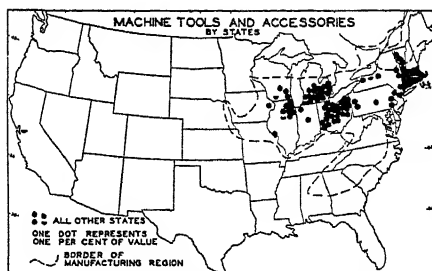 MACHINE TOOLS AND ACCESSORIES
BY STATES
ALL OTHER STATES
ONE DOT REPRESENTS
ONE PER CENT OF VALUE
BORDER OF
MANUFACTURING REGION